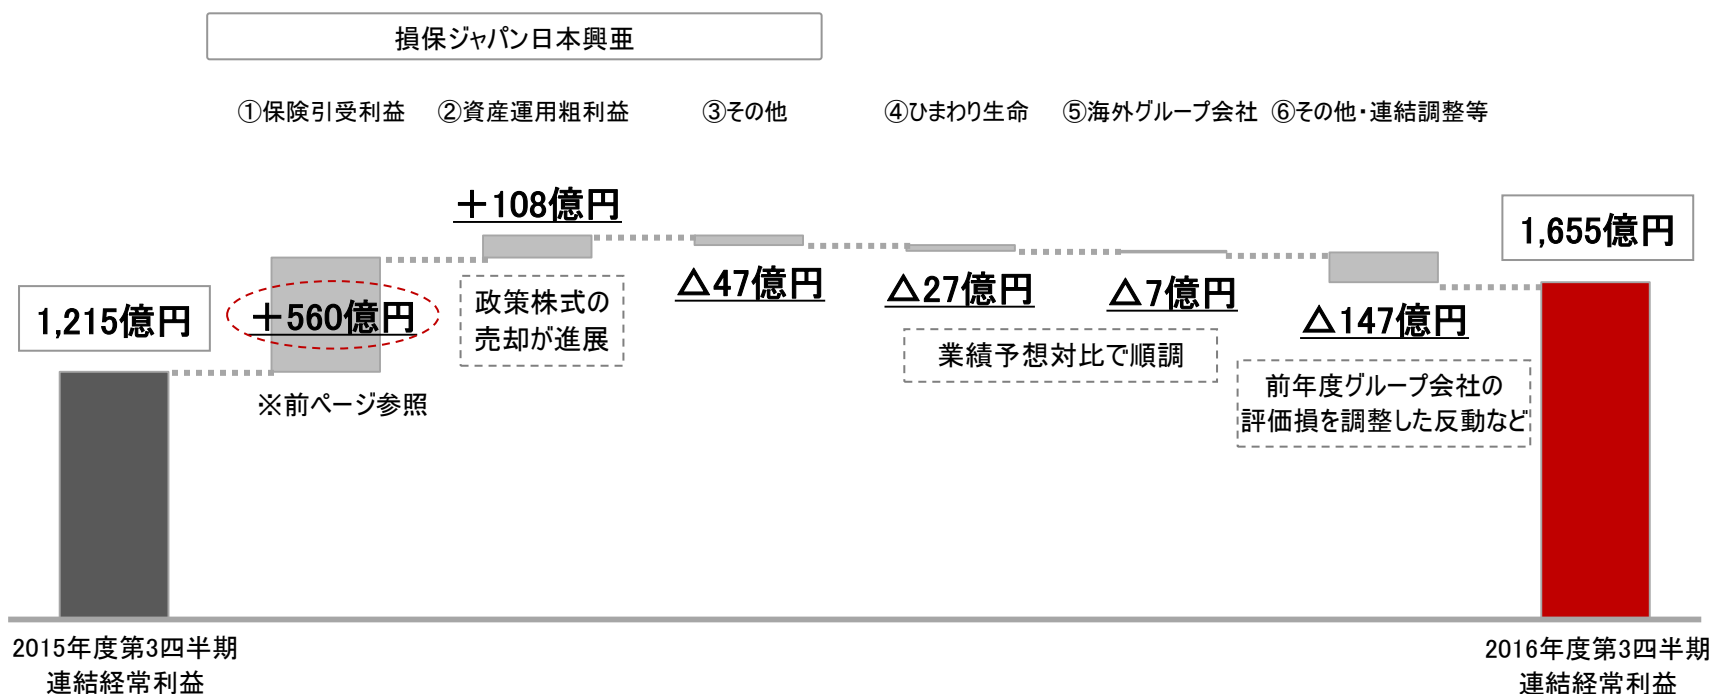 損保ジャパン日本興亜
①保険引受利益
②資産運用粗利益
③その他
④ひまわり生命
⑤海外グループ会社
⑥その他・連結調整等
1,215億円
+560億円
※前ページ参照
+108億円
政策株式の
売却が進展
△47億円
△27億円
△7億円
業績予想対比で順調
△147億円
前年度グループ会社の
評価損を調整した反動など
1,655億円
2015年度第3四半期
連結経常利益
2016年度第3四半期
連結経常利益